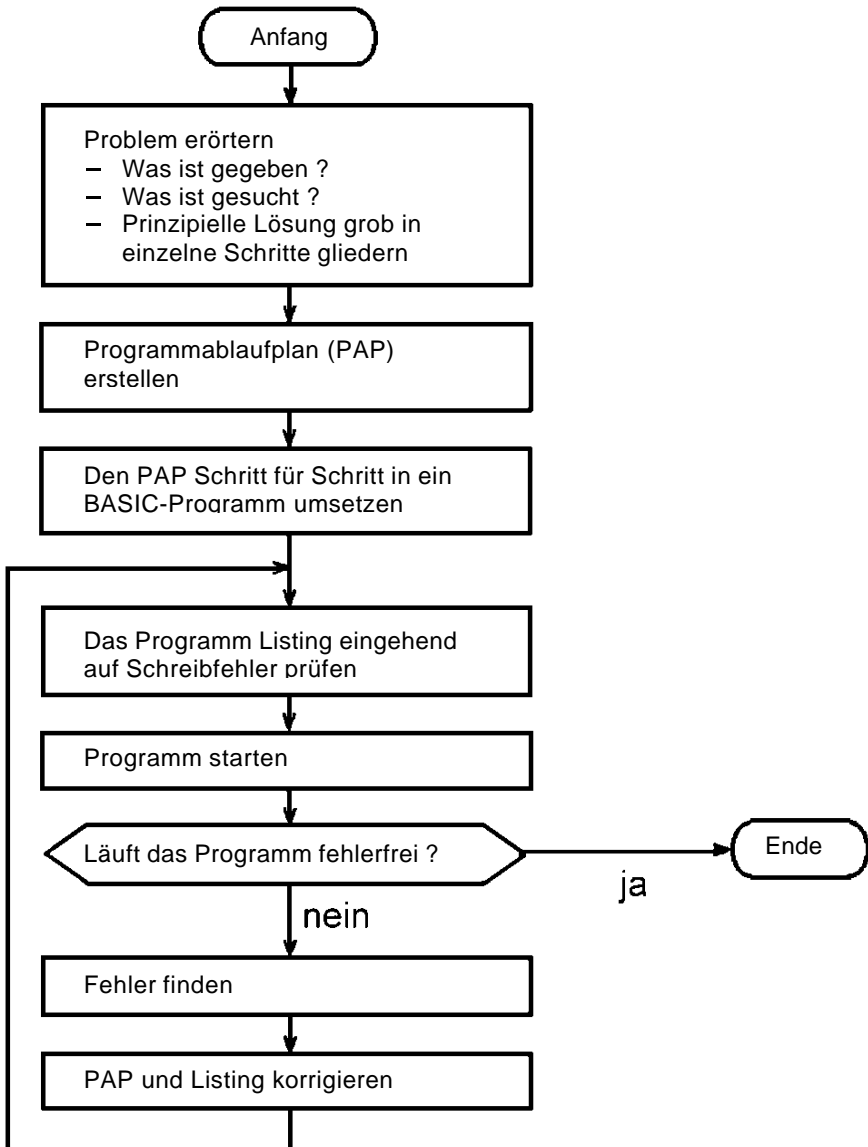 Anfang
Problem erörtern
– Was ist gegeben ?
– Was ist gesucht ?
– Prinzipielle Lösung grob in
einzelne Schritte gliedern
Programmablaufplan (PAP)
erstellen
Den PAP Schritt für Schritt in ein
BASIC-Programm umsetzen
Das Programm Listing eingehend
auf Schreibfehler prüfen
Programm starten
Läuft das Programm fehlerfrei ?
ja
Ende
nein
Fehler finden
PAP und Listing korrigieren